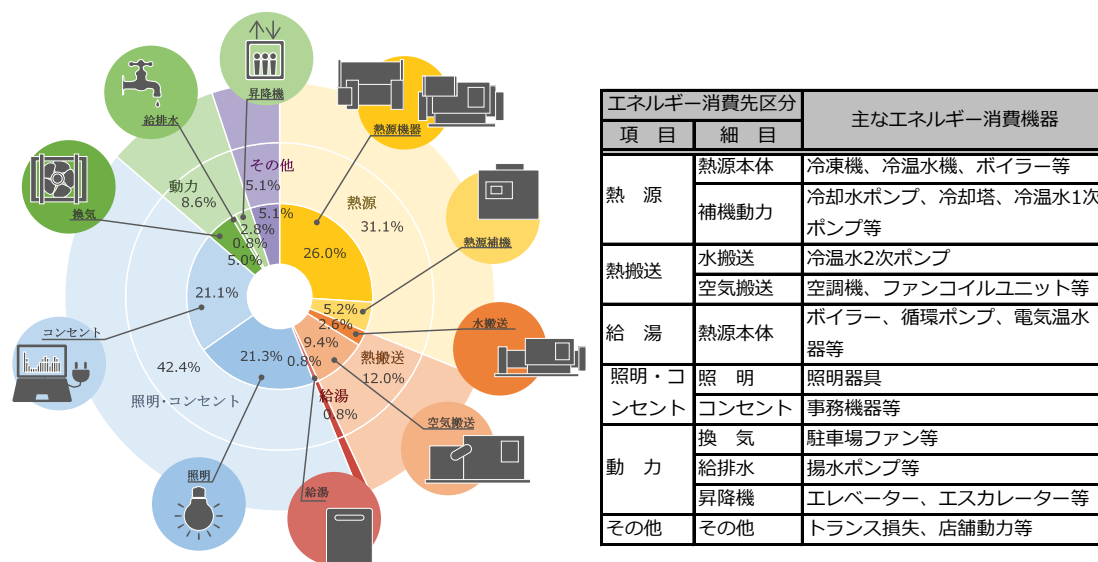 昇降機
給排水
換気
コンセント
照明
給湯
空気搬送
水搬送
熱源補機
熱源機器
その他
5.1%
動力
8.6%
熱源
31.1%
熱搬送
12.0%
給湯
0.8%
42.4%
照明・コンセント
5.1%
2.8%
0.8%
5.0%
26.0%
5.2%
2.6%
9.4%
0.8%
21.3%
21.1%
エネルギー消費先区分 主なエネルギー消費機器
項 目 細 目
熱 源 熱源本体 冷凍機、冷温水機、ボイラー等
補機動力 冷却水ポンプ、冷却塔、冷温水1次
ポンプ等
熱搬送 水搬送 冷温水2次ポンプ
空気搬送 空調機、ファンコイルユニット等
給 湯 熱源本体 ボイラー、循環ポンプ、電気温水
器等
照明・コ 照 明 照明器具
ンセント コンセント 事務機器等
動 力 換 気 駐車場ファン等
給排水 揚水ポンプ等
昇降機 エレベーター、エスカレーター等
その他 その他 トランス損失、店舗動力等